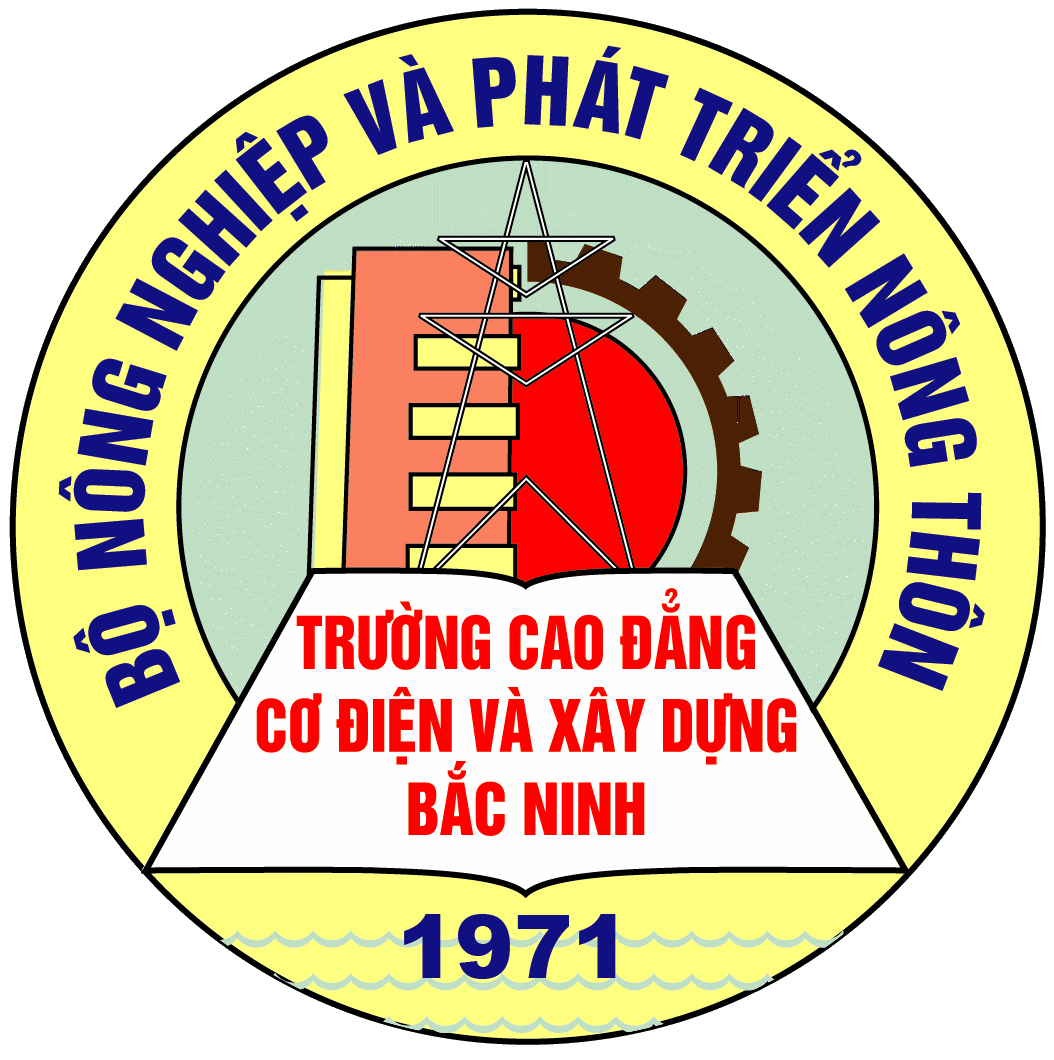 BỘ NÔNG NGHIỆP VÀ PHÁT TRIỂN NÔNG THÔN
TRƯỜNG CAO ĐẲNG
CƠ ĐIỆN VÀ XÂY DỰNG
BẮC NINH
1971